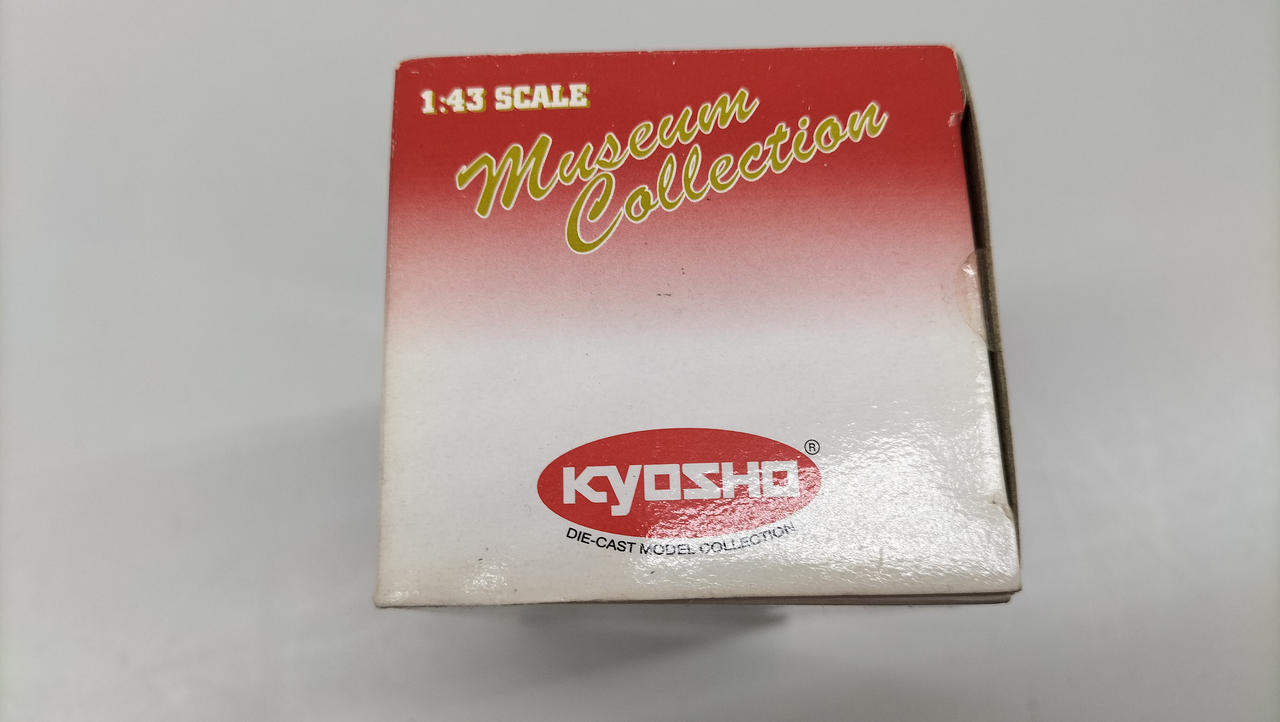 1:43 SCALE
Museum
Collection
KYOSHO ®
DIE-CAST MODEL COLLECTION